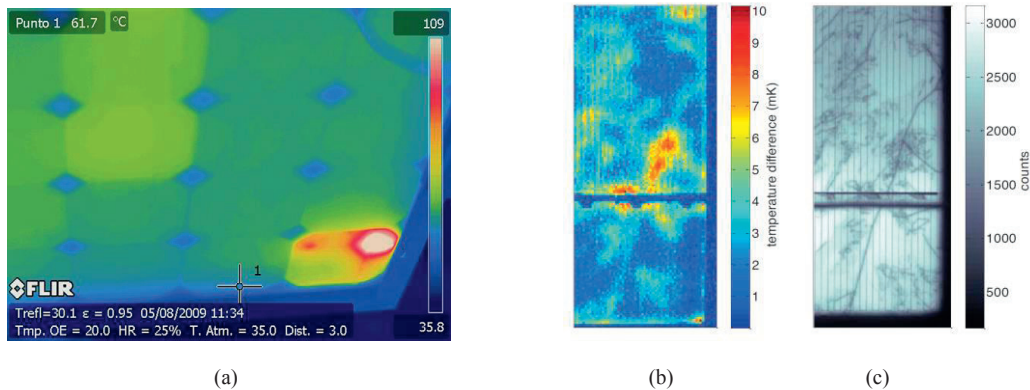 Punto 1 61.7 °C
109
1
FLIR
Trefl=30.1 ε = 0.95 05/08/2009 11:34
Tmp. OE = 20.0 HR = 25% T. Atm. = 35.0 Dist. = 3.0
35.8
(a)
10
9
8
7
6
5
4
3
2
1
temperature difference (mK)
(b)
3000
2500
2000
1500
1000
500
counts
(c)